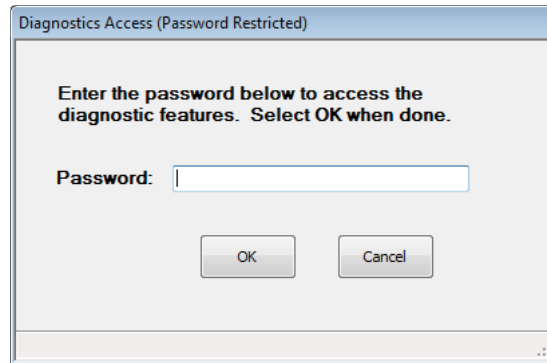 Diagnostics Access (Password Restricted)
Enter the password below to access the
diagnostic features.  Select OK when done.
Password:
OK
Cancel